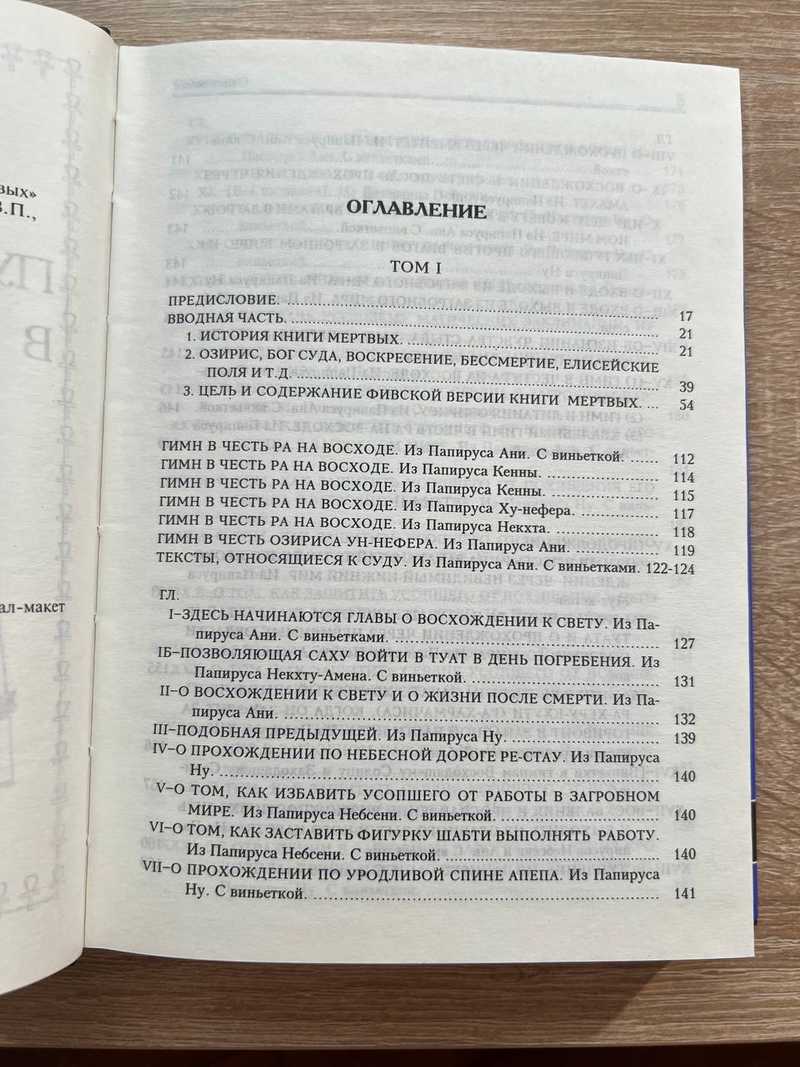 вых»
В.П.,
ал-макет
ОГЛАВЛЕНИЕ
ТОМ I
ПРЕДИСЛОВИЕ. 17
ВВОДНАЯ ЧАСТЬ. 21
1. ИСТОРИЯ КНИГИ МЕРТВЫХ. 21
2. ОЗИРИС, БОГ СУДА, ВОСКРЕСЕНИЕ, БЕССМЕРТИЕ, ЕЛИСЕЙСКИЕ
ПОЛЯ И Т.Д. 39
3. ЦЕЛЬ И СОДЕРЖАНИЕ ФИВСКОЙ ВЕРСИИ КНИГИ МЕРТВЫХ. ... 54
ГИМН В ЧЕСТЬ РА НА ВОСХОДЕ. Из Папируса Ани. С виньеткой. ....... 112
ГИМН В ЧЕСТЬ РА НА ВОСХОДЕ. Из Папируса Кенны. 114
ГИМН В ЧЕСТЬ РА НА ВОСХОДЕ. Из Папируса Кенны. 115
ГИМН В ЧЕСТЬ РА НА ВОСХОДЕ. Из Папируса Ху-нефера. 117
ГИМН В ЧЕСТЬ РА НА ВОСХОДЕ. Из Папируса Некхта. 118
ГИМН В ЧЕСТЬ ОЗИРИСА УН-НЕФЕРА. Из Папируса Ани. 119
ТЕКСТЫ, ОТНОСЯЩИЕСЯ К СУДУ. Из Папируса Ани. С виньетками. 122-124
ГЛ.
I–ЗДЕСЬ НАЧИНАЮТСЯ ГЛАВЫ О ВОСХОЖДЕНИИ К СВЕТУ. Из Па-
пируса Ани. С виньетками. 127
IБ–ПОЗВОЛЯЮЩАЯ САХУ ВОЙТИ В ТУАТ В ДЕНЬ ПОГРЕБЕНИЯ. Из
Папируса Некхту-Амена. С виньеткой. 131
II–О ВОСХОЖДЕНИИ К СВЕТУ И О ЖИЗНИ ПОСЛЕ СМЕРТИ. Из Па-
пируса Ани. 132
III–ПОДОБНАЯ ПРЕДЫДУЩЕЙ. Из Папируса Ну. 139
IV–О ПРОХОЖДЕНИИ ПО НЕБЕСНОЙ ДОРОГЕ РЕ-СТАУ. Из Папируса
Ну. 140
V–О ТОМ, КАК ИЗБАВИТЬ УСОПШЕГО ОТ РАБОТЫ В ЗАГРОБНОМ
МИРЕ. Из Папируса Небсени. С виньеткой. 140
VI–О ТОМ, КАК ЗАСТАВИТЬ ФИГУРКУ ШАБТИ ВЫПОЛНЯТЬ РАБОТУ.
Из Папируса Небсени. С виньеткой. 140
VII–О ПРОХОЖДЕНИИ ПО УРОДЛИВОЙ СПИНЕ АПЕПА. Из Папируса
Ну. С виньеткой. 141